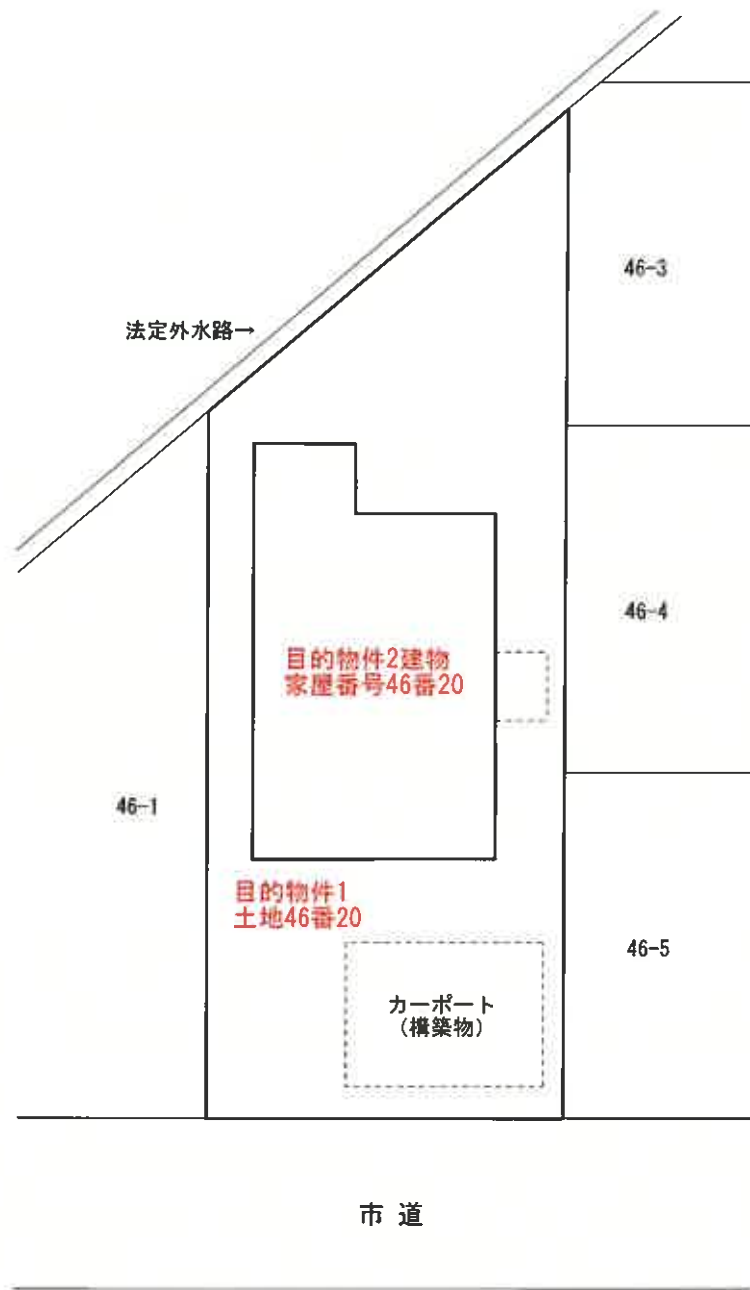 46-3
法定外水路→
46-4
目的物件2建物
家屋番号46番20
46-1
目的物件1
土地46番20
46-5
カーポート
(構築物)
市道